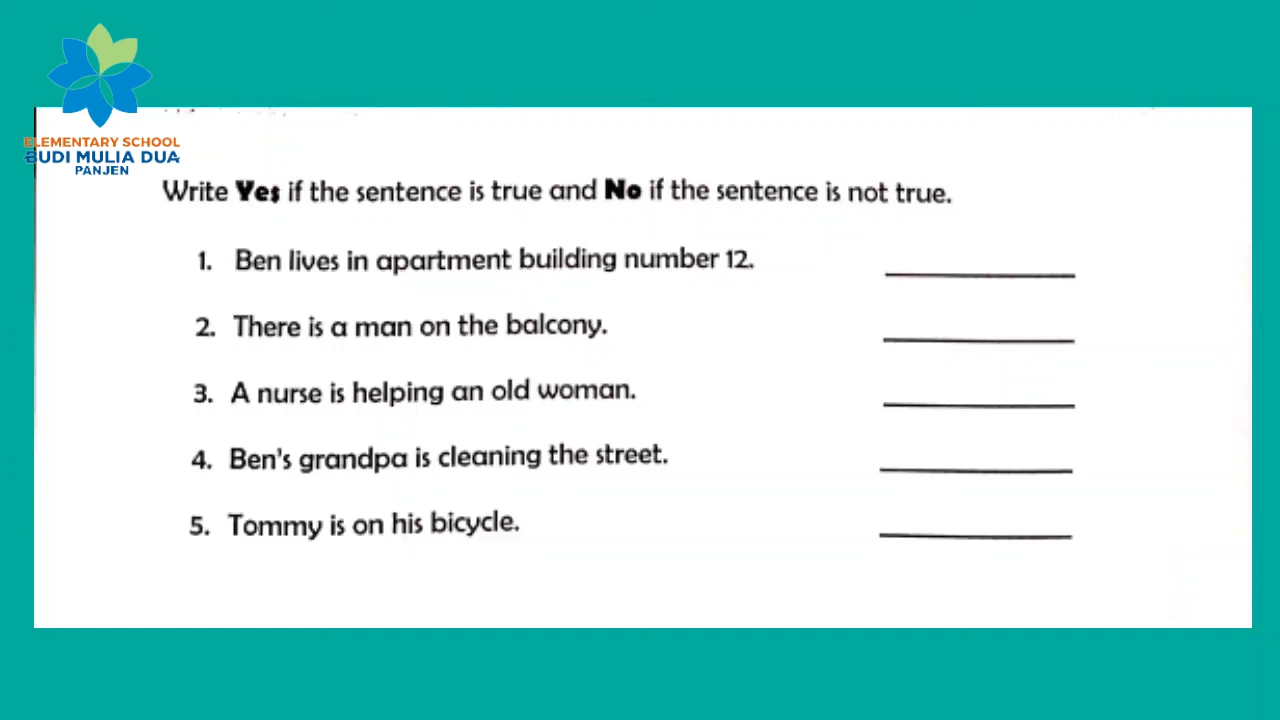 ELEMENTARY SCHOOL
BUDI MULIA DUA
PANJEN
Write Yes if the sentence is true and No if the sentence is not true.
1. Ben lives in apartment building number 12.
2. There is a man on the balcony.
3. A nurse is helping an old woman.
4. Ben's grandpa is cleaning the street.
5. Tommy is on his bicycle.